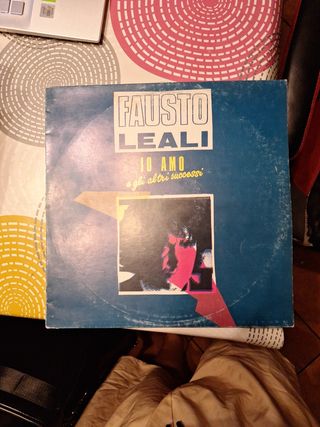 FAUSTO
LEALI
IO AMO
e gli altri successi